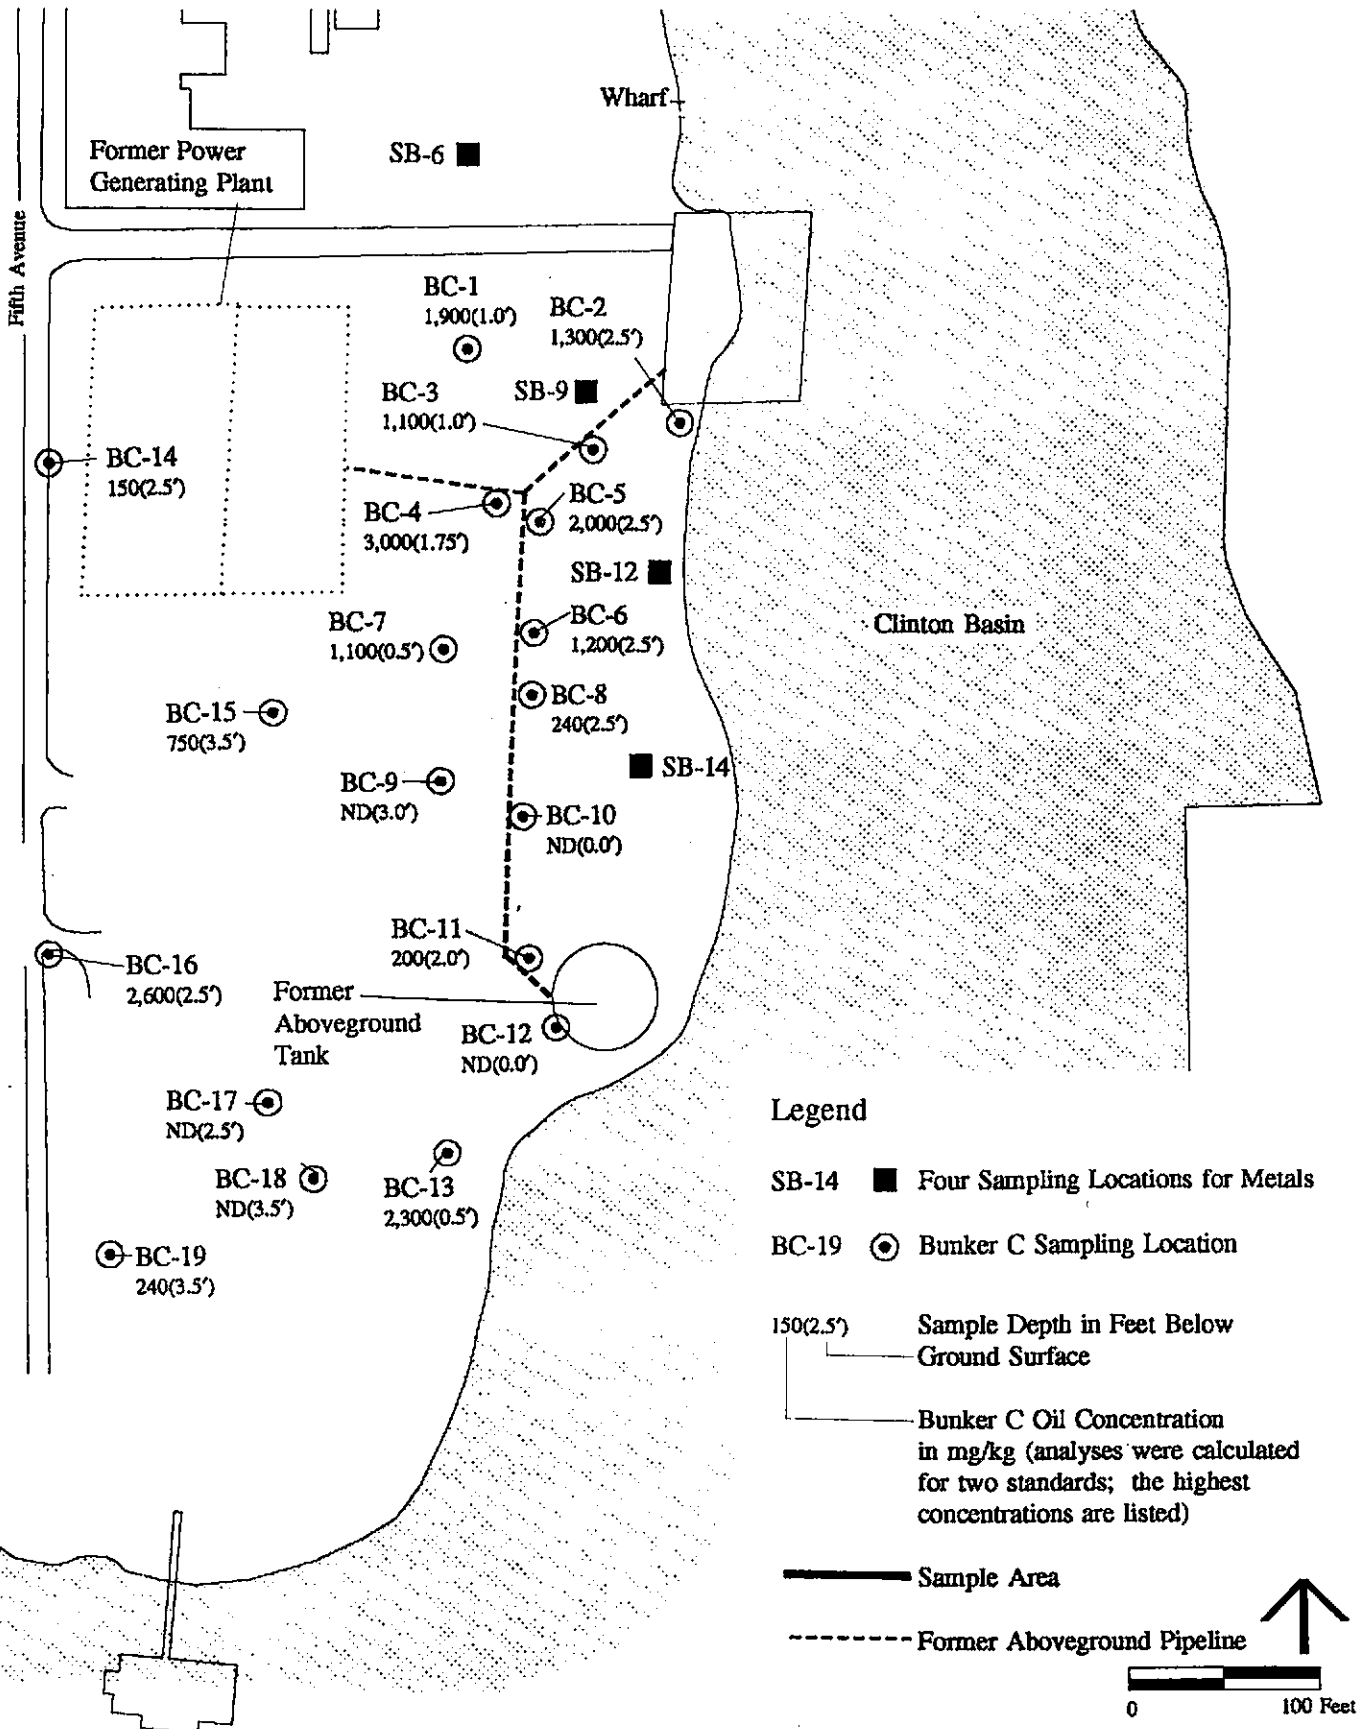 Wharf
SB-6
Former Power
Generating Plant
Fifth Avenue
BC-1
1,900(1.0')
BC-2
1,300(2.5')
BC-3
1,100(1.0')
SB-9
BC-14
150(2.5')
BC-4
3,000(1.75')
BC-5
2,000(2.5')
SB-12
BC-6
1,200(2.5')
Clinton Basin
BC-7
1,100(0.5')
BC-8
240(2.5')
BC-15
750(3.5')
SB-14
BC-9
ND(3.0')
BC-10
ND(0.0')
BC-11
200(2.0')
BC-16
2,600(2.5')
Former
Aboveground
Tank
BC-12
ND(0.0')
BC-17
ND(2.5')
BC-18
ND(3.5')
BC-13
2,300(0.5')
BC-19
240(3.5')
Legend
SB-14 Four Sampling Locations for Metals
BC-19 Bunker C Sampling Location
150(2.5') Sample Depth in Feet Below
Ground Surface
Bunker C Oil Concentration
in mg/kg (analyses were calculated
for two standards; the highest
concentrations are listed)
Sample Area
Former Aboveground Pipeline
0 100 Feet